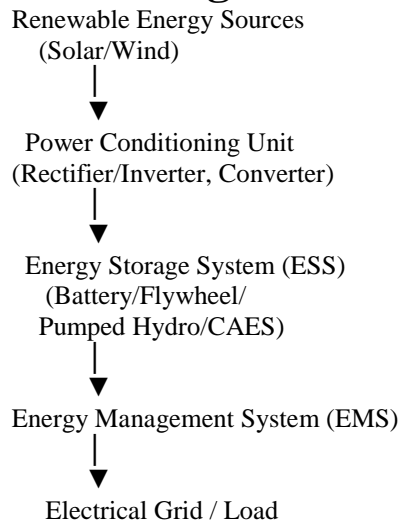 Renewable Energy Sources
(Solar/Wind)
Power Conditioning Unit
(Rectifier/Inverter, Converter)
Energy Storage System (ESS)
(Battery/Flywheel/
Pumped Hydro/CAES)
Energy Management System (EMS)
Electrical Grid / Load